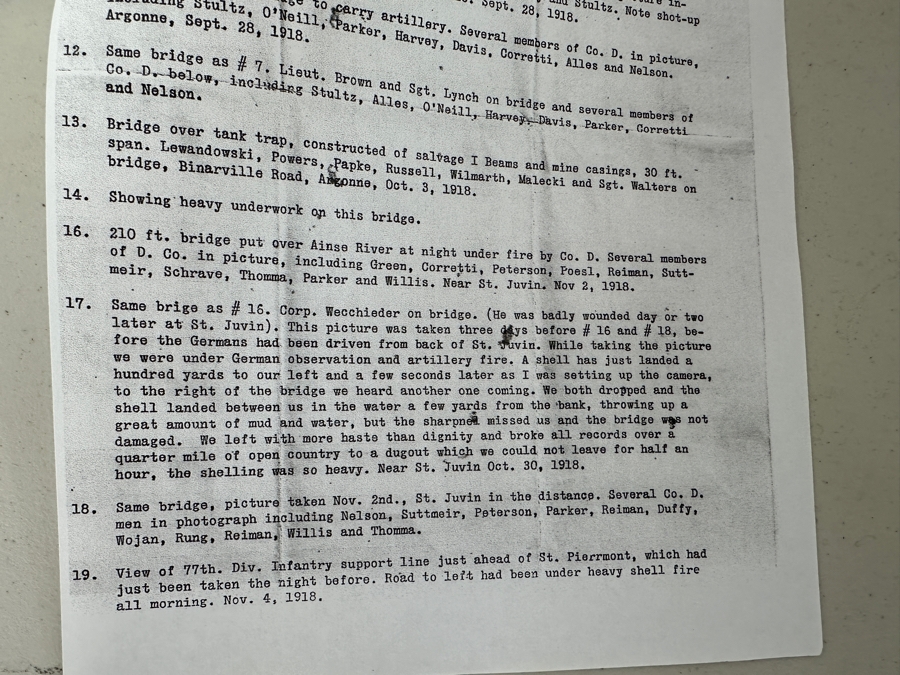 Sept. 28, 1918. and Stultz. Note shot-up
including Stultz, O'Neill, Parker, Harvey, Davis, Corretti, Alles and Nelson.
to carry artillery. Several members of Co. D. in picture,
Argonne, Sept. 28, 1918.
12. Same bridge as # 7. Lieut. Brown and Sgt. Lynch on bridge and several members of
Co. D. below, including Stultz, Alles, O'Neill, Harvey, Davis, Parker, Corretti
and Nelson.
13. Bridge over tank trap, constructed of salvage I Beams and mine casings, 30 ft.
span. Lewandowski, Powers, Papke, Russell, Wilmarth, Malecki and Sgt. Walters on
bridge, Binarville Road, Argonne, Oct. 3, 1918.
14. Showing heavy underwork on this bridge.
16. 210 ft. bridge put over Ainse River at night under fire by Co. D. Several members
of D. Co. in picture, including Green, Corretti, Peterson, Poesl, Reiman, Sutt-
meir, Schrave, Thomma, Parker and Willis. Near St. Juvin. Nov 2, 1918.
17. Same brige as # 16. Corp. Wecchieder on bridge. (He was badly wounded day or two
later at St. Juvin). This picture was taken three days before # 16 and # 18, be-
fore the Germans had been driven from back of St. Juvin. While taking the picture
we were under German observation and artillery fire. A shell has just landed a
hundred yards to our left and a few seconds later as I was setting up the camera,
to the right of the bridge we heard another one coming. We both dropped and the
shell landed between us in the water a few yards from the bank, throwing up a
great amount of mud and water, but the sharpnel missed us and the bridge was not
damaged. We left with more haste than dignity and broke all records over a
quarter mile of open country to a dugout which we could not leave for half an
hour, the shelling was so heavy. Near St. Juvin Oct. 30, 1918.
18. Same bridge, picture taken Nov. 2nd., St. Juvin in the distance. Several Co. D.
men in photograph including Nelson, Suttmeir, Peterson, Parker, Reiman, Duffy,
Wojan, Rung, Reiman, Willis and Thomma.
19. View of 77th. Div. Infantry support line just ahead of St. Pierrmont, which had
just been taken the night before. Road to left had been under heavy shell fire
all morning. Nov. 4, 1918.